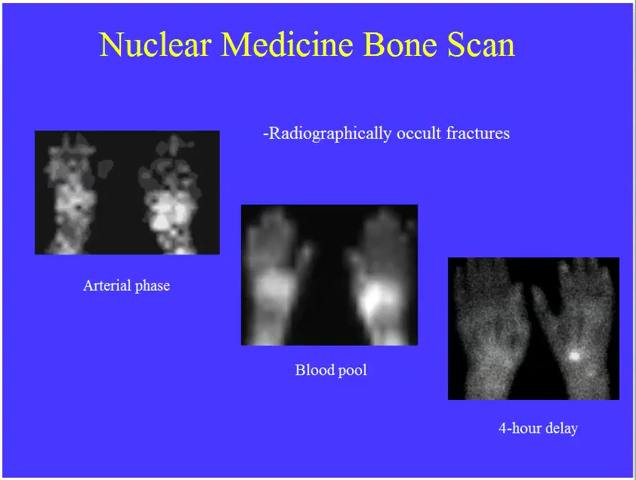 Nuclear Medicine Bone Scan
-Radiographically occult fractures
Arterial phase
Blood pool
4-hour delay